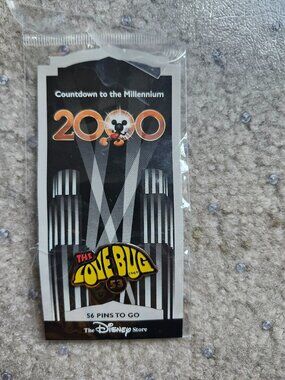 Countdown to the Millennium
2000
THE
LOVE BUG
53
56 PINS TO GO
The Disney Store